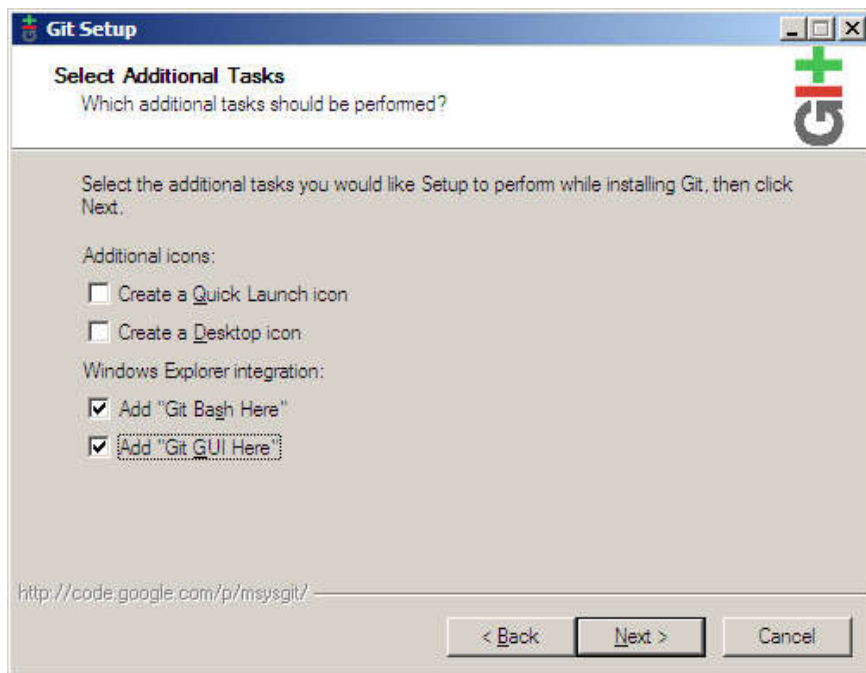 Git Setup
Select Additional Tasks
Which additional tasks should be performed?
GIt
Select the additional tasks you would like Setup to perform while installing Git, then click
Next.
Additional icons:
Create a Quick Launch icon
Create a Desktop icon
Windows Explorer integration:
Add "Git Bash Here"
Add "Git GUI Here"
http://code.google.com/p/msysgit/
< Back Next > Cancel